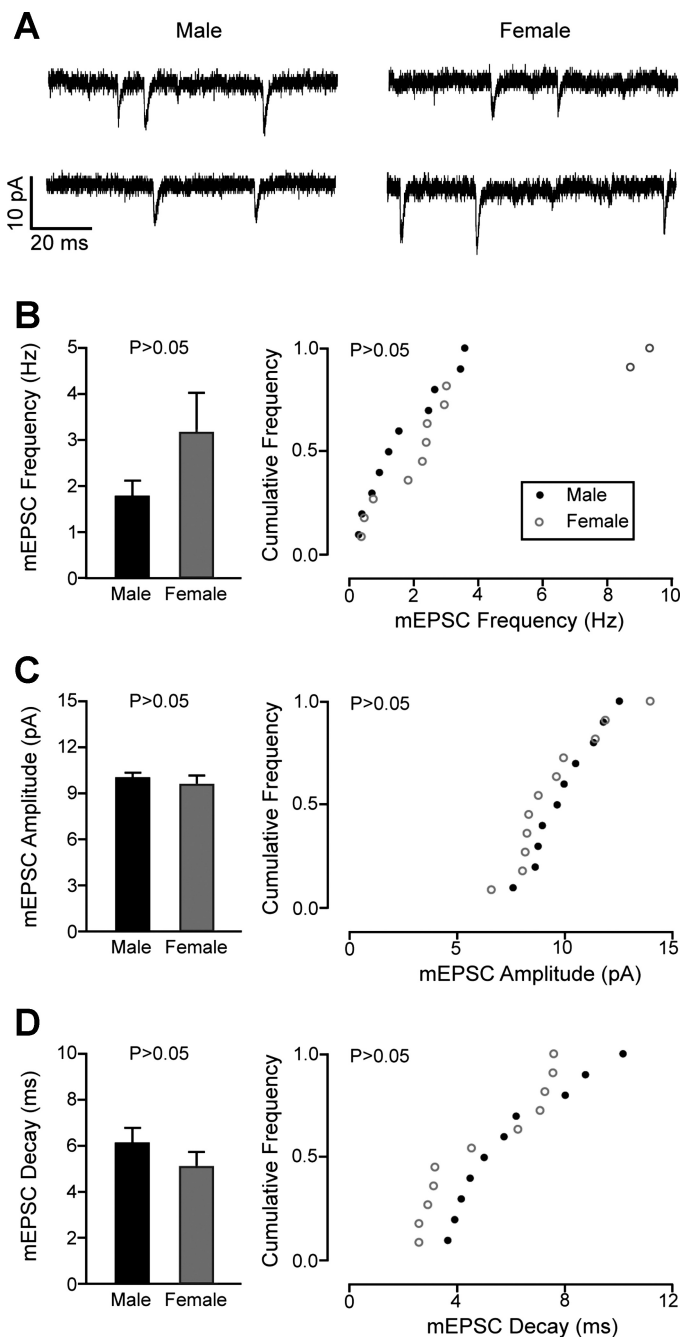 A
Male
Female
10 pA
20 ms
B
mEPSC Frequency (Hz)
5
4
3
2
1
0
P>0.05
Male Female
Cumulative Frequency
1.0
0.5
0.0
P>0.05
Male
Female
0 2 4 6 8 10
mEPSC Frequency (Hz)
C
mEPSC Amplitude (pA)
15
12
9
6
3
0
P>0.05
Male Female
Cumulative Frequency
1.0
0.5
0.0
P>0.05
0 5 10 15
mEPSC Amplitude (pA)
D
mEPSC Decay (ms)
10
8
6
4
2
0
P>0.05
Male Female
Cumulative Frequency
1.0
0.5
0.0
P>0.05
0 4 8 12
mEPSC Decay (ms)